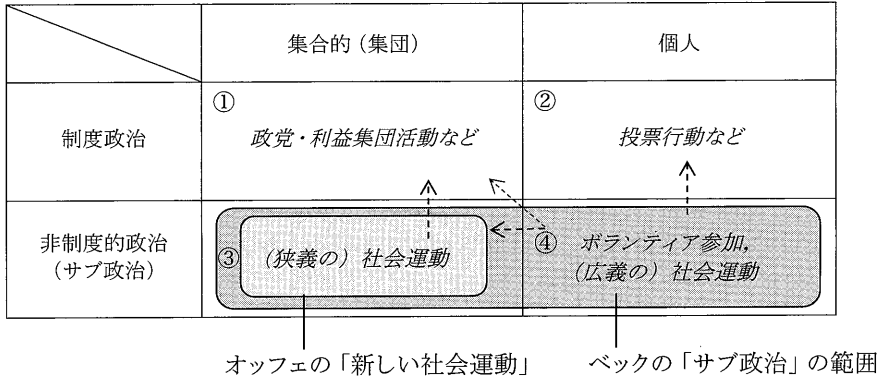 集合的（集団）
個人
制度政治
①
政党・利益集団活動など
②
投票行動など
非制度的政治
（サブ政治）
③
（狭義の）社会運動
④
ボランティア参加,
（広義の）社会運動
オッフェの「新しい社会運動」
ベックの「サブ政治」の範囲